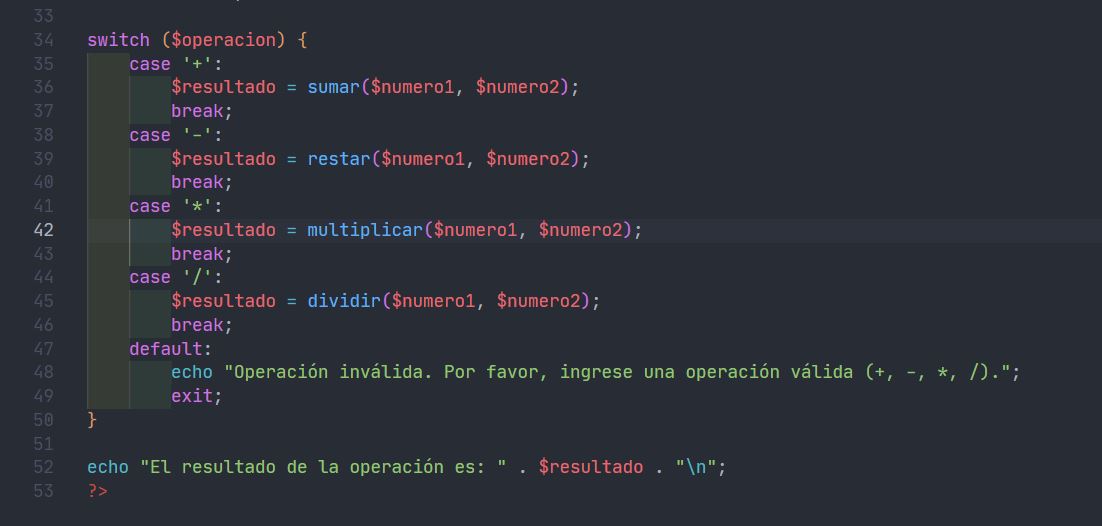 33
34 switch ($operacion) {
35     case '+':
36         $resultado = sumar($numero1, $numero2);
37         break;
38     case '-':
39         $resultado = restar($numero1, $numero2);
40         break;
41     case '*':
42         $resultado = multiplicar($numero1, $numero2);
43         break;
44     case '/':
45         $resultado = dividir($numero1, $numero2);
46         break;
47     default:
48         echo "Operación inválida. Por favor, ingrese una operación válida (+, -, *, /).";
49         exit;
50 }
51
52 echo "El resultado de la operación es: " . $resultado . "\n";
53 ?>